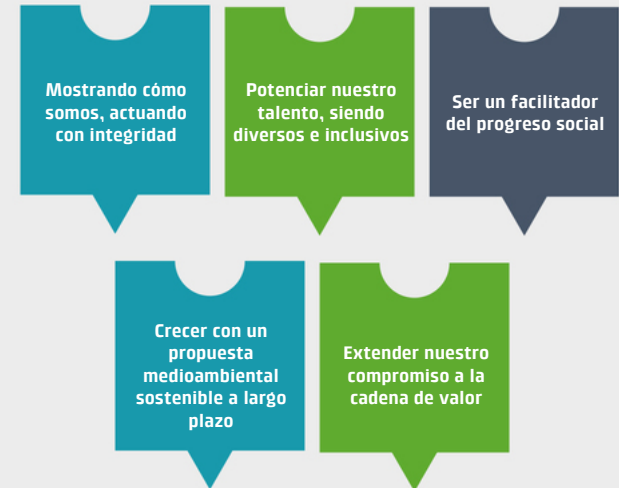 Mostrando cómo
somos, actuando
con integridad
Potenciar nuestro
talento, siendo
diversos e inclusivos
Ser un facilitador
del progreso social
Crecer con un
propuesta
medioambiental
sostenible a largo
plazo
Extender nuestro
compromiso a la
cadena de valor